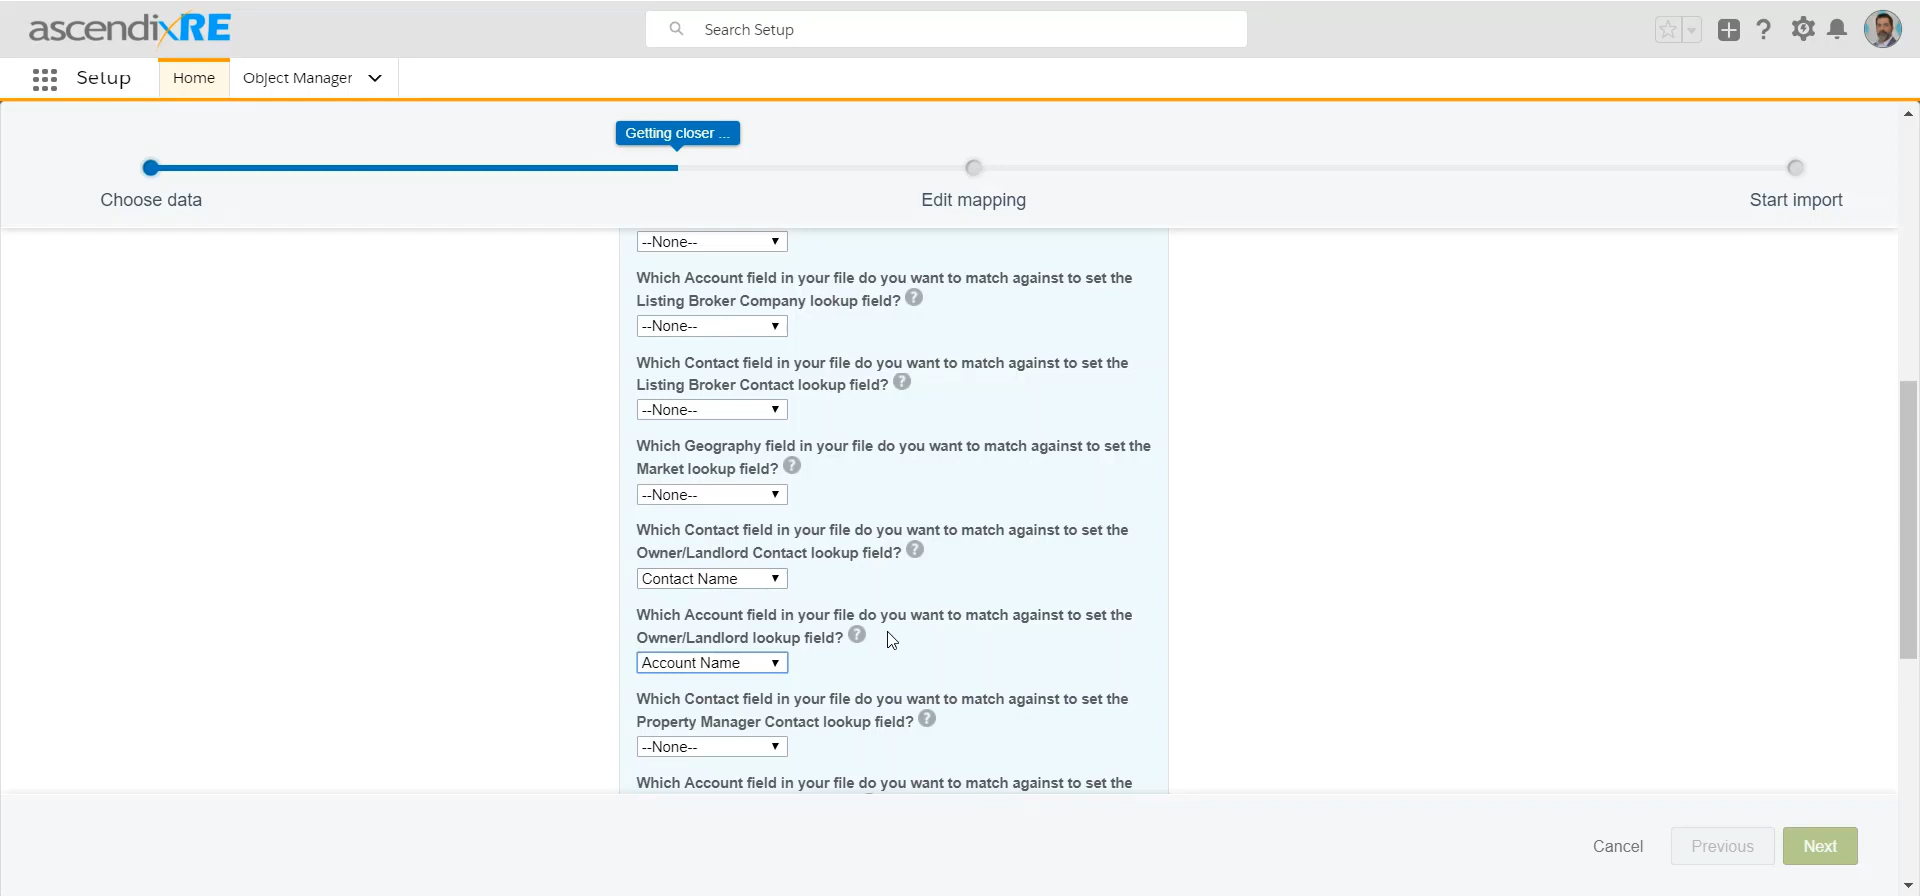 ascendixRE
Search Setup
Setup
Home
Object Manager
Getting closer ...
Choose data
Edit mapping
Start import
--None--
Which Account field in your file do you want to match against to set the
Listing Broker Company lookup field?
--None--
Which Contact field in your file do you want to match against to set the
Listing Broker Contact lookup field?
--None--
Which Geography field in your file do you want to match against to set the
Market lookup field?
--None--
Which Contact field in your file do you want to match against to set the
Owner/Landlord Contact lookup field?
Contact Name
Which Account field in your file do you want to match against to set the
Owner/Landlord lookup field?
Account Name
Which Contact field in your file do you want to match against to set the
Property Manager Contact lookup field?
--None--
Which Account field in your file do you want to match against to set the
Cancel
Previous
Next